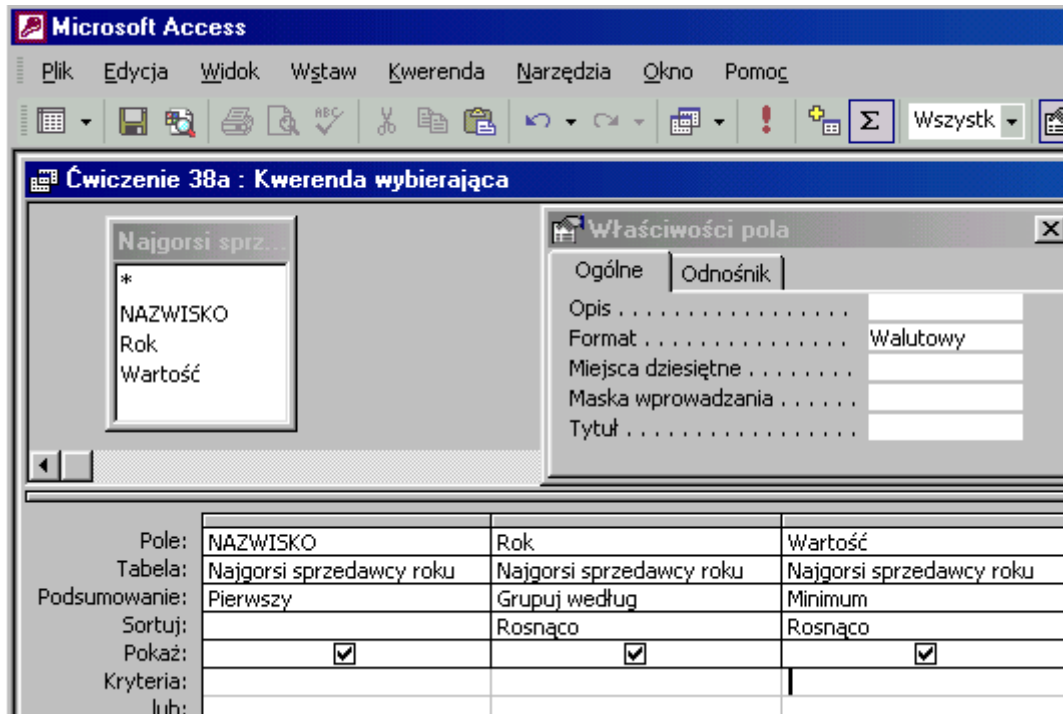 Microsoft Access
Plik Edycja Widok Wstaw Kwerenda Narzędzia Okno Pomoc
ABC Σ Wszystk
Ćwiczenie 38a : Kwerenda wybierająca
Najgorsi sprz...
*
NAZWISKO
Rok
Wartość
Właściwości pola
Ogólne Odnośnik
Opis . . . . . . . . . . . . . . . . . .
Format . . . . . . . . . . . . . . . Walutowy
Miejsca dziesiętne . . . . . . . .
Maska wprowadzania . . . . . .
Tytuł . . . . . . . . . . . . . . . . . .
Pole: NAZWISKO Rok Wartość
Tabela: Najgorsi sprzedawcy roku Najgorsi sprzedawcy roku Najgorsi sprzedawcy roku
Podsumowanie: Pierwszy Grupuj według Minimum
Sortuj: Rosnąco Rosnąco
Pokaż:
Kryteria:
lub: